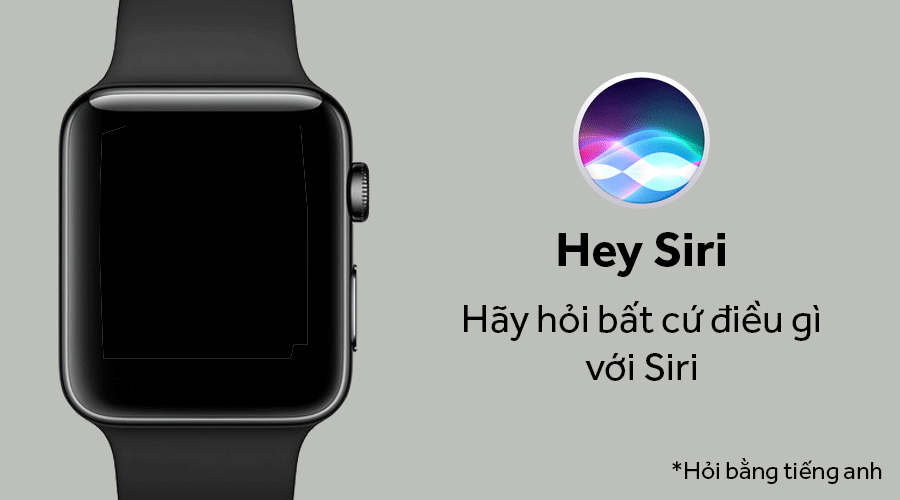 Hey Siri
Hãy hỏi bất cứ điều gì
với Siri
*Hỏi bằng tiếng anh